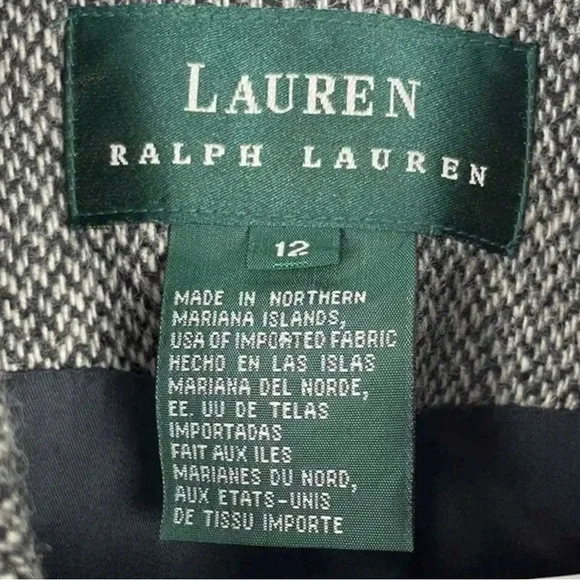 LAUREN
RALPH LAUREN
12
MADE IN NORTHERN
MARIANA ISLANDS,
USA OF IMPORTED FABRIC
HECHO EN LAS ISLAS
MARIANA DEL NORDE,
EE. UU DE TELAS
IMPORTADAS
FAIT AUX ILES
MARIANES DU NORD,
AUX ETATS-UNIS
DE TISSU IMPORTE